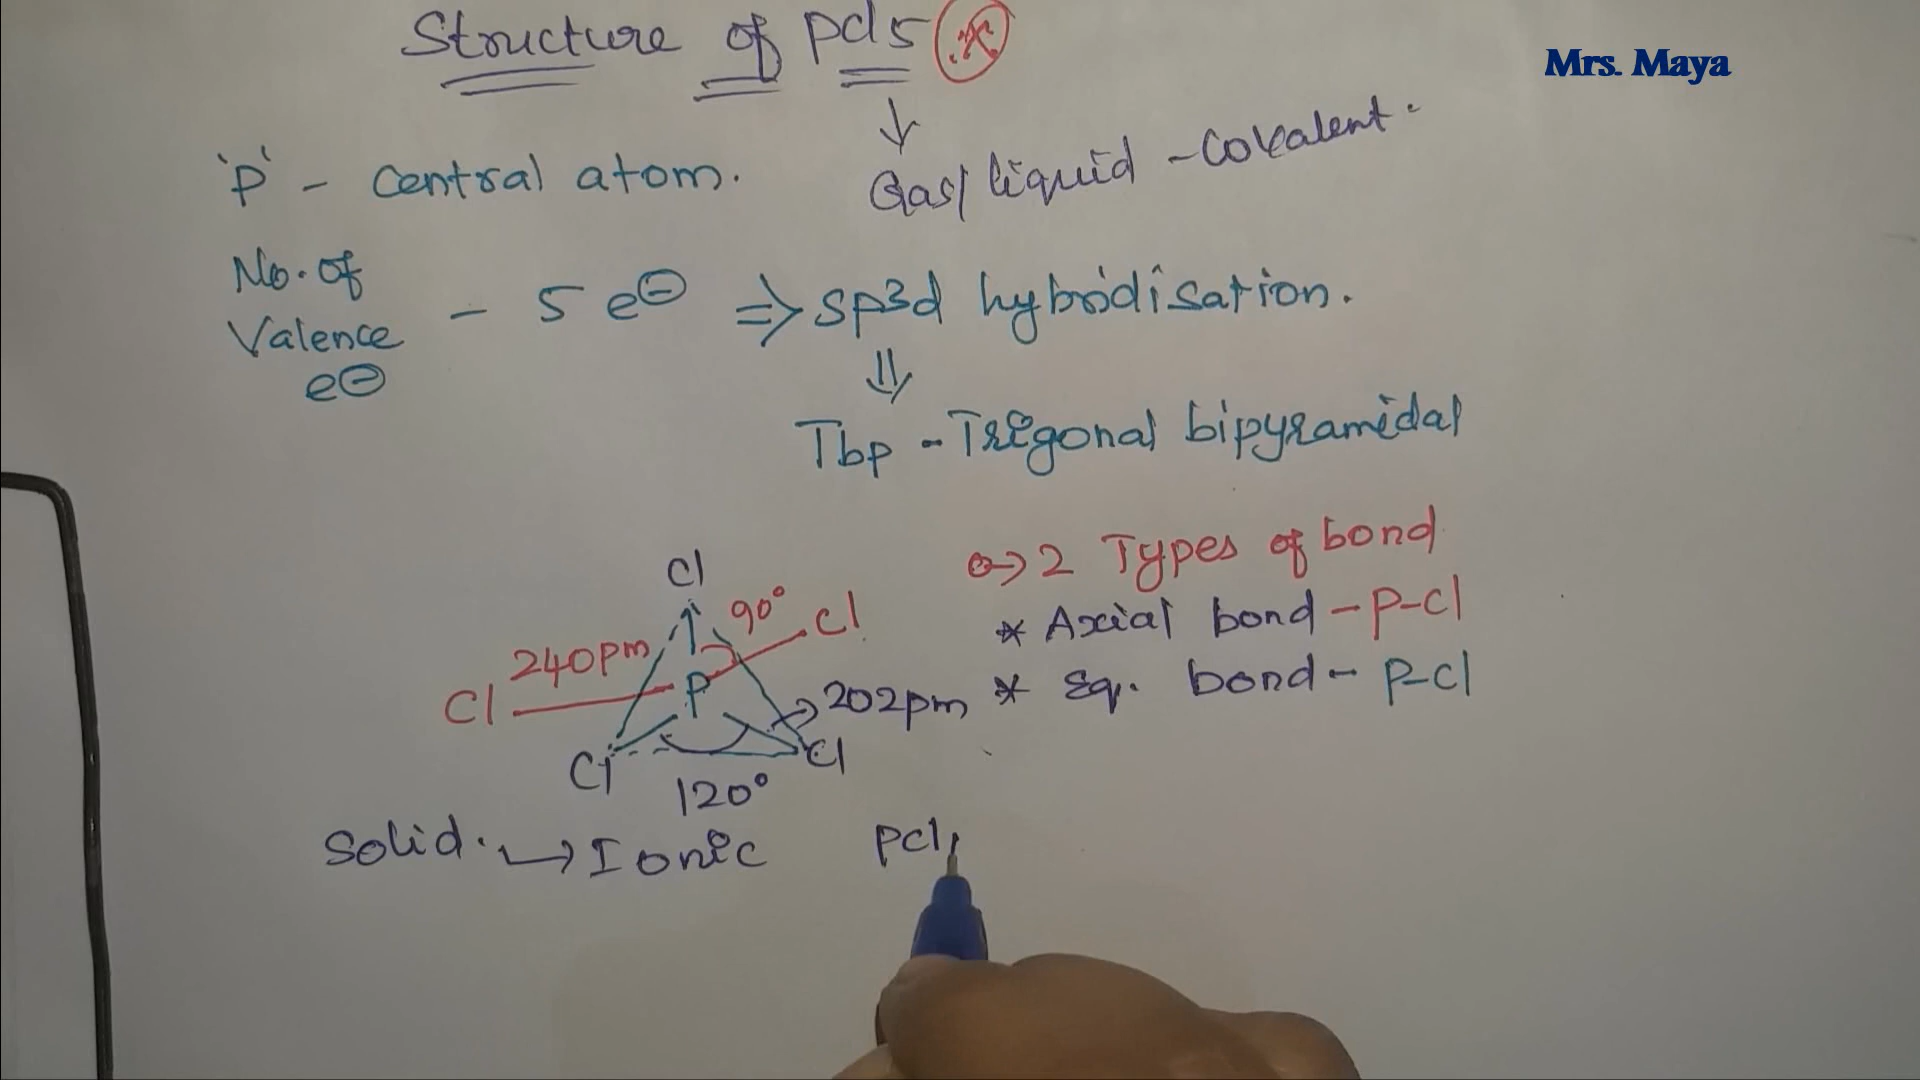 Structure of pcl5
Mrs. Maya
Gas/liquid - Covalent.
'P' - central atom.
No. of
Valence - 5 e⊖ => sp3d hybridisation.
e⊖
Tbp - Trigonal bipyramidal
2 Types of bond
* Axial bond - P-Cl
* Eq. bond - P-Cl
Cl
90° Cl
240pm
Cl P
202pm
Cl Cl
120°
Solid. → Ionic pcl